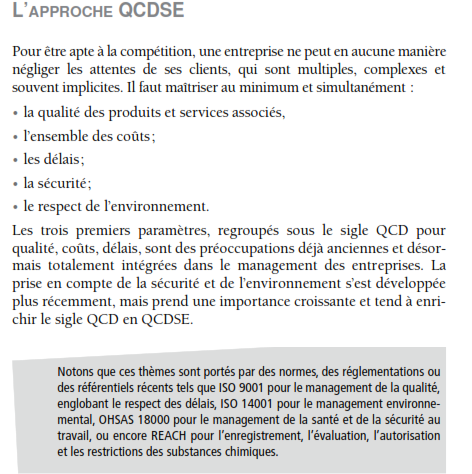 L'APPROCHE QCDSE
Pour être apte à la compétition, une entreprise ne peut en aucune manière
négliger les attentes de ses clients, qui sont multiples, complexes et
souvent implicites. Il faut maîtriser au minimum et simultanément :
• la qualité des produits et services associés,
• l'ensemble des coûts ;
• les délais ;
• la sécurité ;
• le respect de l'environnement.
Les trois premiers paramètres, regroupés sous le sigle QCD pour
qualité, coûts, délais, sont des préoccupations déjà anciennes et désor-
mais totalement intégrées dans le management des entreprises. La
prise en compte de la sécurité et de l'environnement s'est développée
plus récemment, mais prend une importance croissante et tend à enri-
chir le sigle QCD en QCDSE.
Notons que ces thèmes sont portés par des normes, des réglementations ou
des référentiels récents tels que ISO 9001 pour le management de la qualité,
englobant le respect des délais, ISO 14001 pour le management environne-
mental, OHSAS 18000 pour le management de la santé et de la sécurité au
travail, ou encore REACH pour l'enregistrement, l'évaluation, l'autorisation
et les restrictions des substances chimiques.